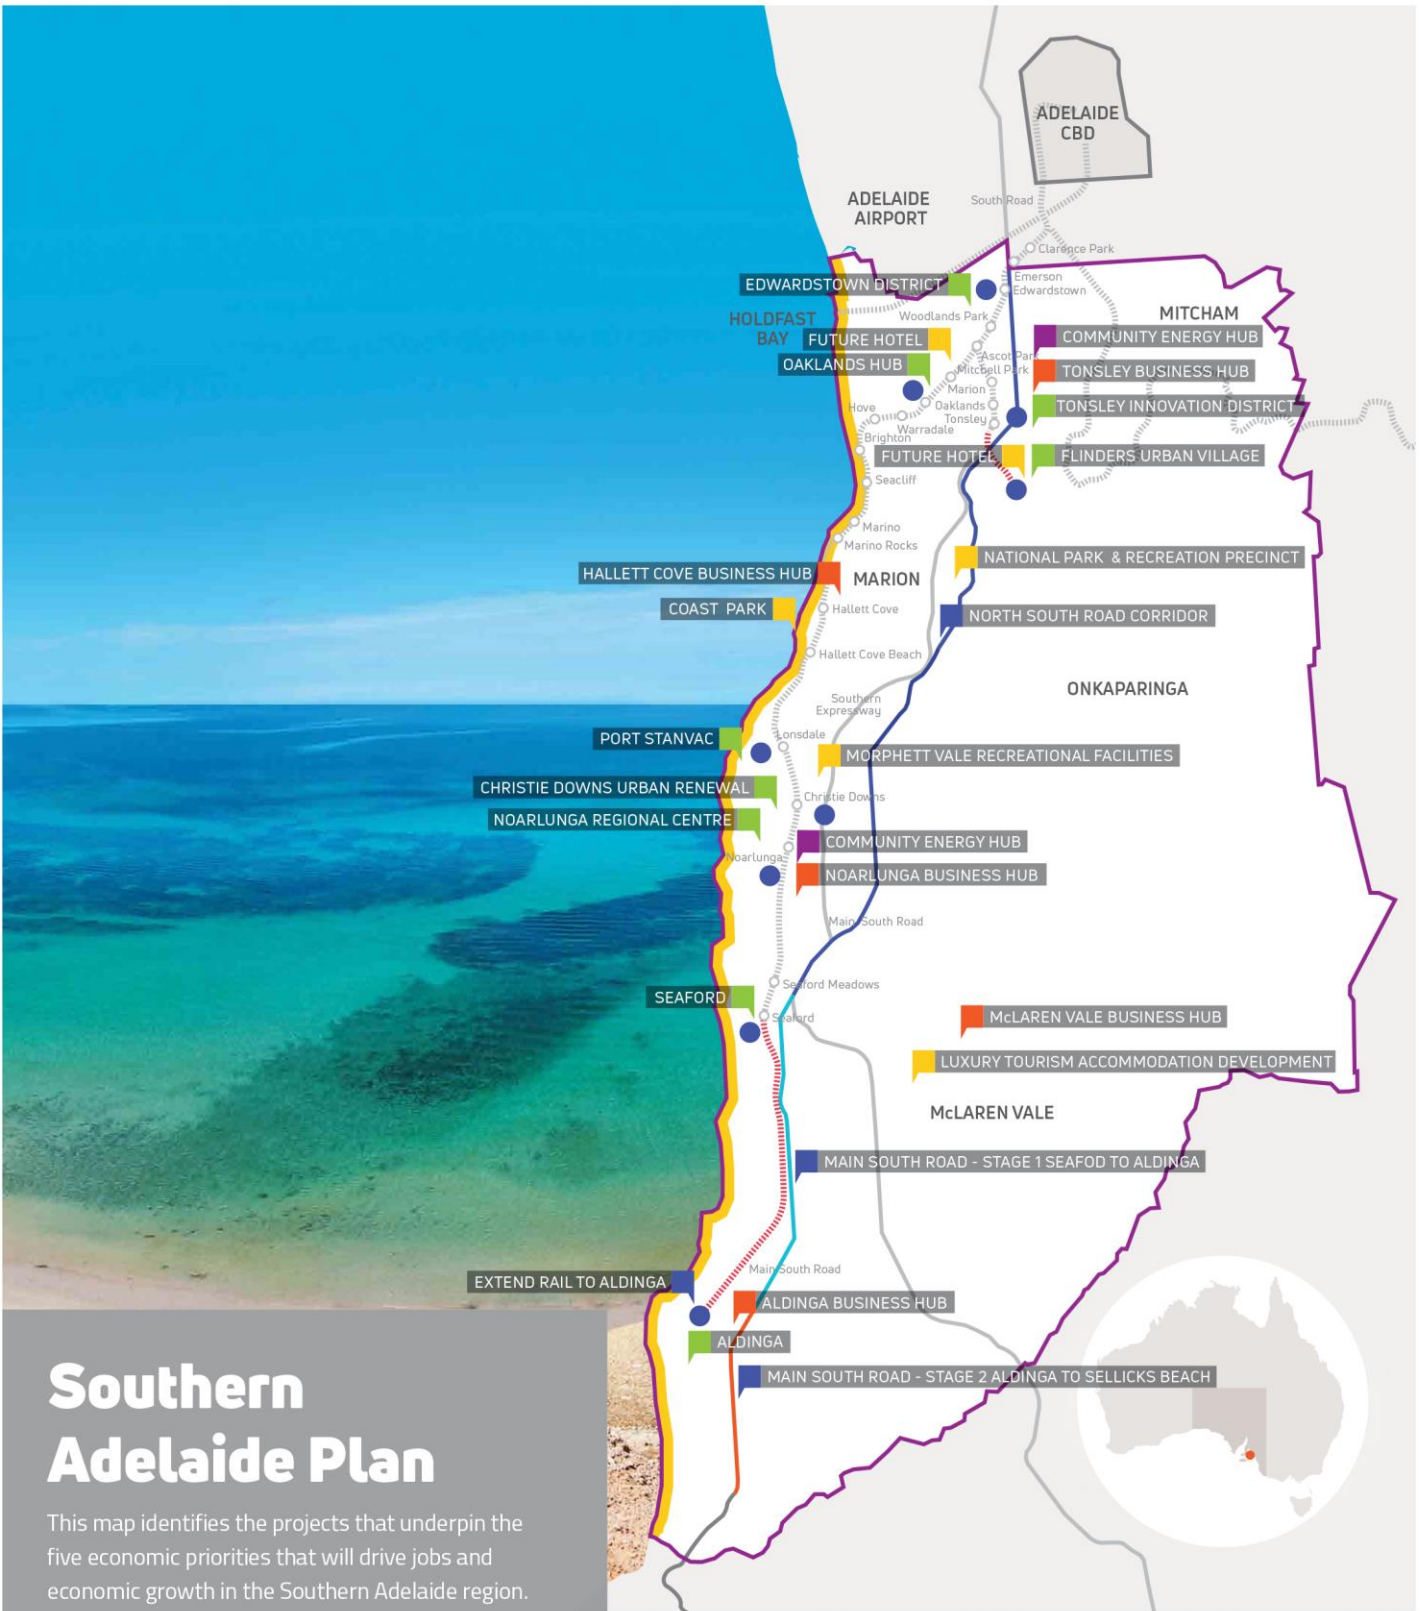 ADELAIDE
CBD
ADELAIDE
AIRPORT
South Road
Clarence Park
Emerson
Edwardstown
EDWARDSTOWN DISTRICT
MITCHAM
HOLDFAST
BAY
Woodlands Park
FUTURE HOTEL
COMMUNITY ENERGY HUB
OAKLANDS HUB
Ascot Park
Mitchell Park
TONSLEY BUSINESS HUB
Marion
Hove
Oaklands
TONSLEY INNOVATION DISTRICT
Tonsley
Warradale
Brighton
FUTURE HOTEL
FLINDERS URBAN VILLAGE
Seacliff
Marino
Marino Rocks
NATIONAL PARK & RECREATION PRECINCT
HALLETT COVE BUSINESS HUB
MARION
COAST PARK
Hallett Cove
NORTH SOUTH ROAD CORRIDOR
Hallett Cove Beach
ONKAPARINGA
Southern
Expressway
PORT STANVAC
Lonsdale
MORPHETT VALE RECREATIONAL FACILITIES
CHRISTIE DOWNS URBAN RENEWAL
Christie Downs
NOARLUNGA REGIONAL CENTRE
COMMUNITY ENERGY HUB
Noarlunga
NOARLUNGA BUSINESS HUB
Main South Road
Seaford Meadows
SEAFORD
Seaford
McLAREN VALE BUSINESS HUB
LUXURY TOURISM ACCOMMODATION DEVELOPMENT
McLAREN VALE
MAIN SOUTH ROAD - STAGE 1 SEAFOD TO ALDINGA
Main South Road
EXTEND RAIL TO ALDINGA
ALDINGA BUSINESS HUB
ALDINGA
MAIN SOUTH ROAD - STAGE 2 ALDINGA TO SELLICKS BEACH
Southern
Adelaide Plan
This map identifies the projects that underpin the
five economic priorities that will drive jobs and
economic growth in the Southern Adelaide region.